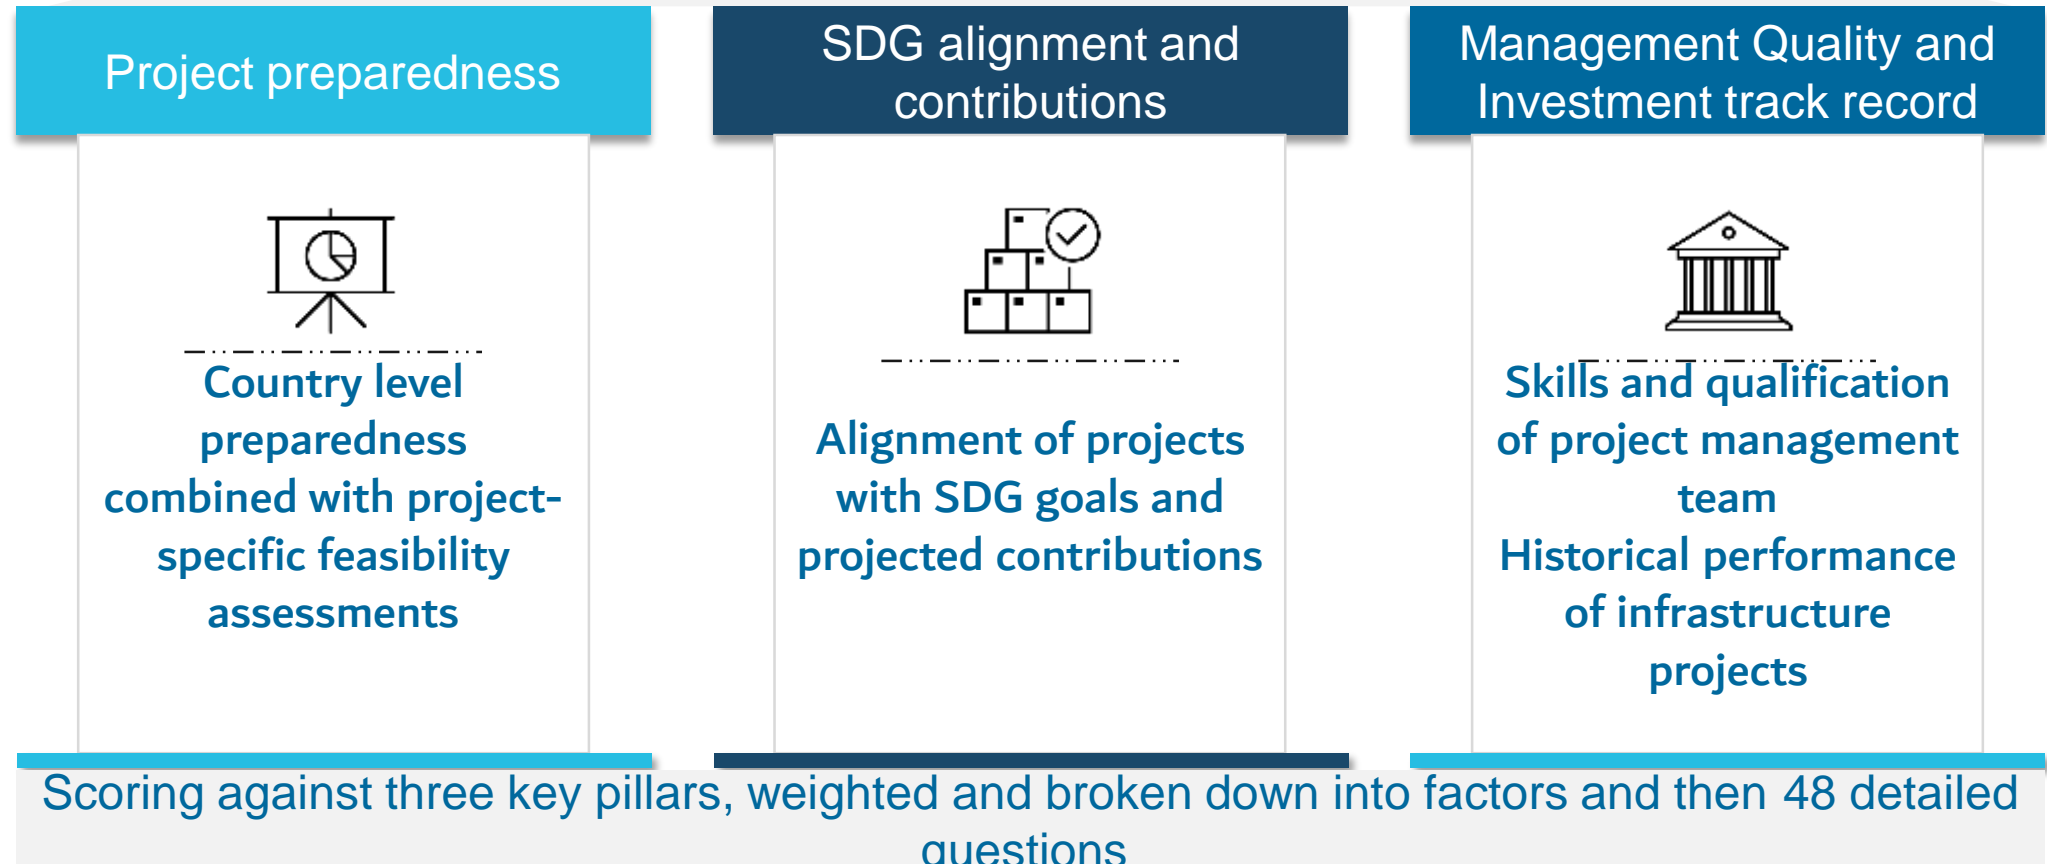 Project preparedness
Country level
preparedness
combined with project-
specific feasibility
assessments
SDG alignment and
contributions
Alignment of projects
with SDG goals and
projected contributions
Management Quality and
Investment track record
Skills and qualification
of project management
team
Historical performance
of infrastructure
projects
Scoring against three key pillars, weighted and broken down into factors and then 48 detailed
questions